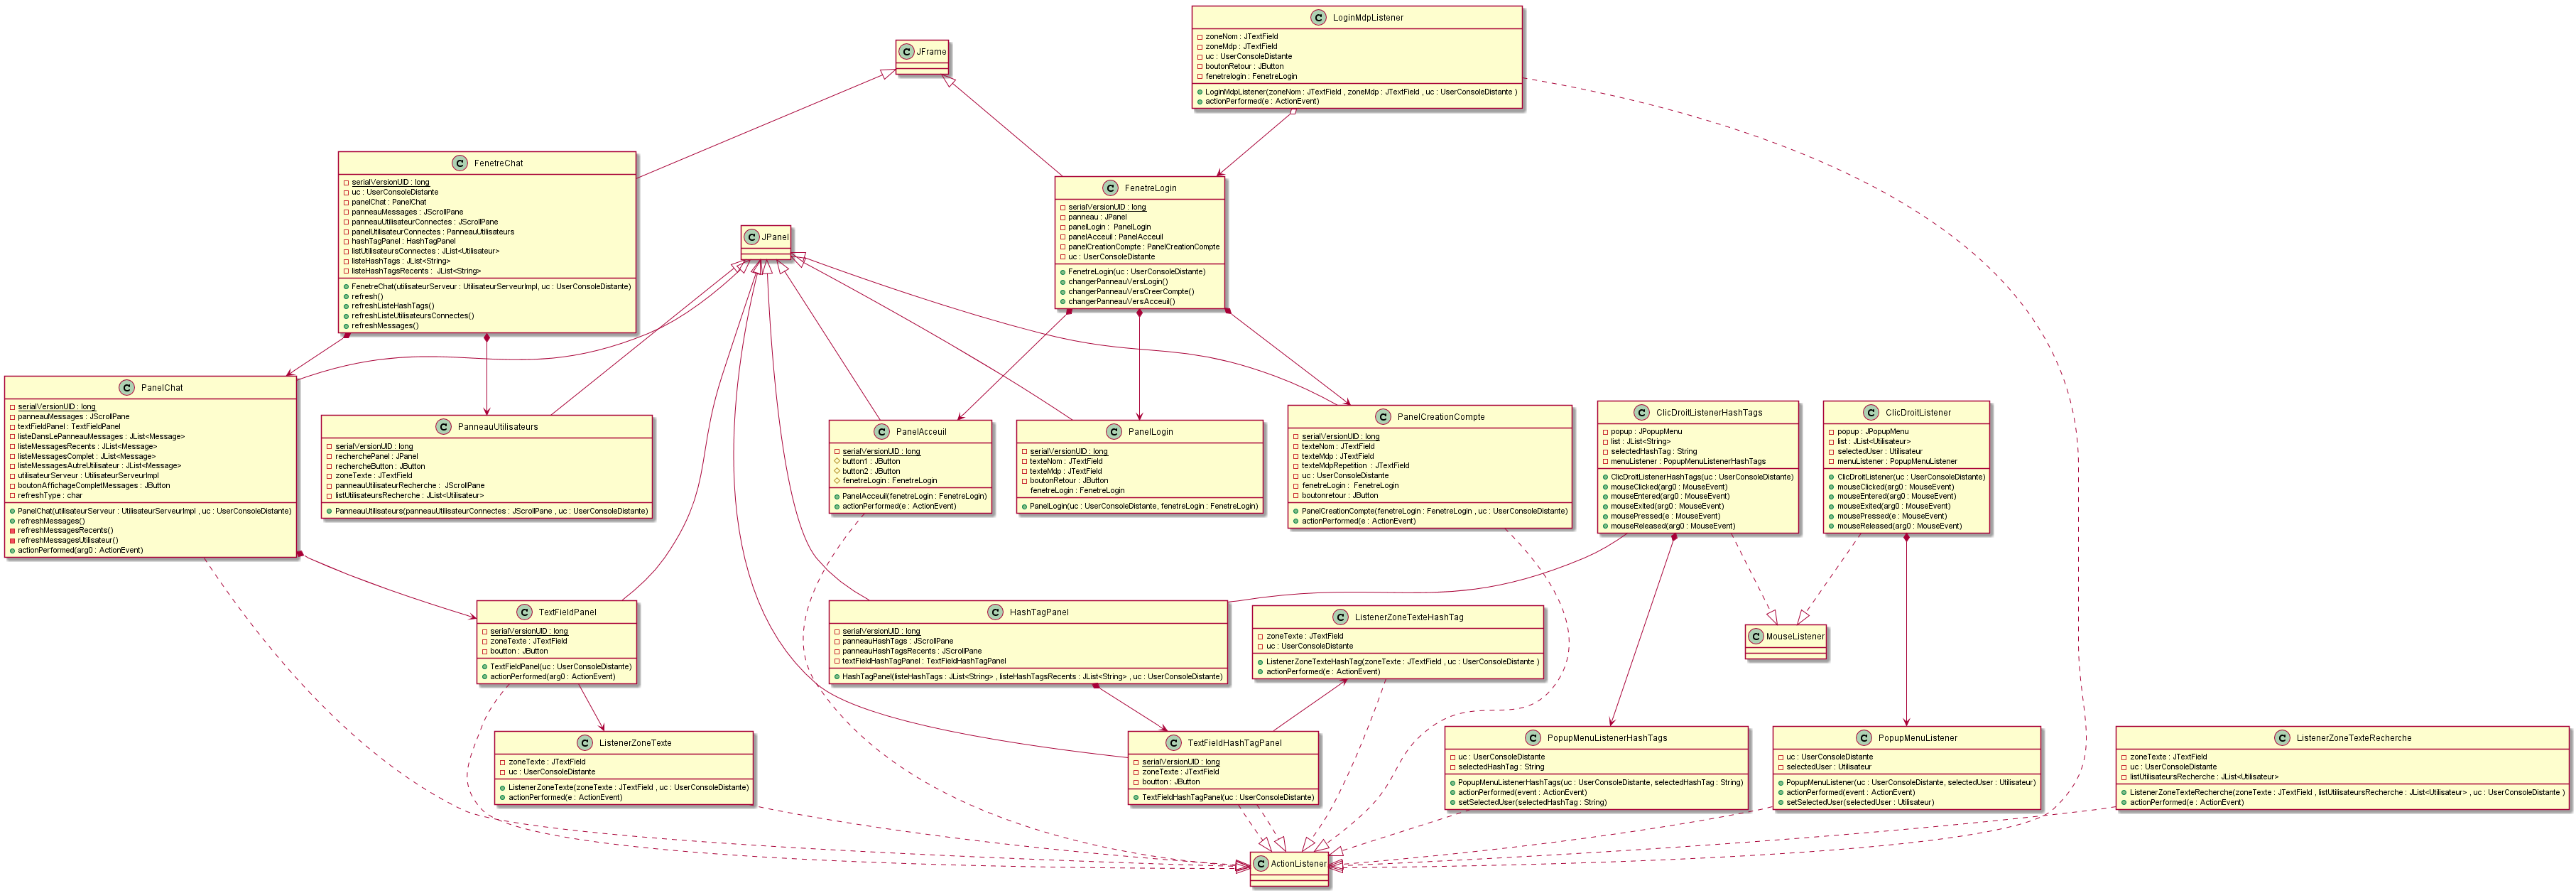 LoginMdpListener
zoneNom : JTextField
zoneMdp : JTextField
uc : UserConsoleDistante
boutonRetour : JButton
fenetrelogin : FenetreLogin
LoginMdpListener(zoneNom : JTextField , zoneMdp : JTextField , uc : UserConsoleDistante )
actionPerformed(e : ActionEvent)
JFrame
FenetreChat
serialVersionUID : long
uc : UserConsoleDistante
panelChat : PanelChat
panneauMessages : JScrollPane
panneauUtilisateurConnectes : JScrollPane
panelUtilisateurConnectes : PanneauUtilisateurs
hashTagPanel : HashTagPanel
listUtilisateursConnectes : JList<Utilisateur>
listeHashTags : JList<String>
listeHashTagsRecents :  JList<String>
FenetreChat(utilisateurServeur : UtilisateurServeurImpl, uc : UserConsoleDistante)
refresh()
refreshListeHashTags()
refreshListeUtilisateursConnectes()
refreshMessages()
FenetreLogin
serialVersionUID : long
panneau : JPanel
panelLogin :  PanelLogin
panelAcceuil : PanelAcceuil
panelCreationCompte : PanelCreationCompte
uc : UserConsoleDistante
FenetreLogin(uc : UserConsoleDistante)
changerPanneauVersLogin()
changerPanneauVersCreerCompte()
changerPanneauVersAcceuil()
JPanel
PanelChat
serialVersionUID : long
panneauMessages : JScrollPane
textFieldPanel : TextFieldPanel
listeDansLePanneauMessages : JList<Message>
listeMessagesRecents : JList<Message>
listeMessagesComplet : JList<Message>
listeMessagesAutreUtilisateur : JList<Message>
utilisateurServeur : UtilisateurServeurImpl
boutonAffichageCompletMessages : JButton
refreshType : char
PanelChat(utilisateurServeur : UtilisateurServeurImpl , uc : UserConsoleDistante)
refreshMessages()
refreshMessagesRecents()
refreshMessagesUtilisateur()
actionPerformed(arg0 : ActionEvent)
PanneauUtilisateurs
serialVersionUID : long
recherchePanel : JPanel
rechercheButton : JButton
zoneTexte : JTextField
panneauUtilisateurRecherche :  JScrollPane
listUtilisateursRecherche : JList<Utilisateur>
PanneauUtilisateurs(panneauUtilisateurConnectes : JScrollPane , uc : UserConsoleDistante)
PanelAcceuil
serialVersionUID : long
button1 : JButton
button2 : JButton
fenetreLogin : FenetreLogin
PanelAcceuil(fenetreLogin : FenetreLogin)
actionPerformed(e : ActionEvent)
PanelLogin
serialVersionUID : long
texteNom : JTextField
texteMdp : JTextField
boutonRetour : JButton
fenetreLogin : FenetreLogin
PanelLogin(uc : UserConsoleDistante, fenetreLogin : FenetreLogin)
PanelCreationCompte
serialVersionUID : long
texteNom : JTextField
texteMdp : JTextField
texteMdpRepetition  : JTextField
uc : UserConsoleDistante
fenetreLogin :  FenetreLogin
boutonretour : JButton
PanelCreationCompte(fenetreLogin : FenetreLogin , uc : UserConsoleDistante)
actionPerformed(e : ActionEvent)
ClicDroitListenerHashTags
popup : JPopupMenu
list : JList<String>
selectedHashTag : String
menuListener : PopupMenuListenerHashTags
ClicDroitListenerHashTags(uc : UserConsoleDistante)
mouseClicked(arg0 : MouseEvent)
mouseEntered(arg0 : MouseEvent)
mouseExited(arg0 : MouseEvent)
mousePressed(e : MouseEvent)
mouseReleased(arg0 : MouseEvent)
ClicDroitListener
popup : JPopupMenu
list : JList<Utilisateur>
selectedUser : Utilisateur
menuListener : PopupMenuListener
ClicDroitListener(uc : UserConsoleDistante)
mouseClicked(arg0 : MouseEvent)
mouseEntered(arg0 : MouseEvent)
mouseExited(arg0 : MouseEvent)
mousePressed(e : MouseEvent)
mouseReleased(arg0 : MouseEvent)
TextFieldPanel
serialVersionUID : long
zoneTexte : JTextField
boutton : JButton
TextFieldPanel(uc : UserConsoleDistante)
actionPerformed(arg0 : ActionEvent)
HashTagPanel
serialVersionUID : long
panneauHashTags : JScrollPane
panneauHashTagsRecents : JScrollPane
textFieldHashTagPanel : TextFieldHashTagPanel
HashTagPanel(listeHashTags : JList<String> , listeHashTagsRecents : JList<String> , uc : UserConsoleDistante)
ListenerZoneTexteHashTag
zoneTexte : JTextField
uc : UserConsoleDistante
ListenerZoneTexteHashTag(zoneTexte : JTextField , uc : UserConsoleDistante )
actionPerformed(e : ActionEvent)
MouseListener
ListenerZoneTexte
zoneTexte : JTextField
uc : UserConsoleDistante
ListenerZoneTexte(zoneTexte : JTextField , uc : UserConsoleDistante)
actionPerformed(e : ActionEvent)
TextFieldHashTagPanel
serialVersionUID : long
zoneTexte : JTextField
boutton : JButton
TextFieldHashTagPanel(uc : UserConsoleDistante)
PopupMenuListenerHashTags
uc : UserConsoleDistante
selectedHashTag : String
PopupMenuListenerHashTags(uc : UserConsoleDistante, selectedHashTag : String)
actionPerformed(event : ActionEvent)
setSelectedUser(selectedHashTag : String)
PopupMenuListener
uc : UserConsoleDistante
selectedUser : Utilisateur
PopupMenuListener(uc : UserConsoleDistante, selectedUser : Utilisateur)
actionPerformed(event : ActionEvent)
setSelectedUser(selectedUser : Utilisateur)
ListenerZoneTexteRecherche
zoneTexte : JTextField
uc : UserConsoleDistante
listUtilisateursRecherche : JList<Utilisateur>
ListenerZoneTexteRecherche(zoneTexte : JTextField , listUtilisateursRecherche : JList<Utilisateur> , uc : UserConsoleDistante )
actionPerformed(e : ActionEvent)
ActionListener